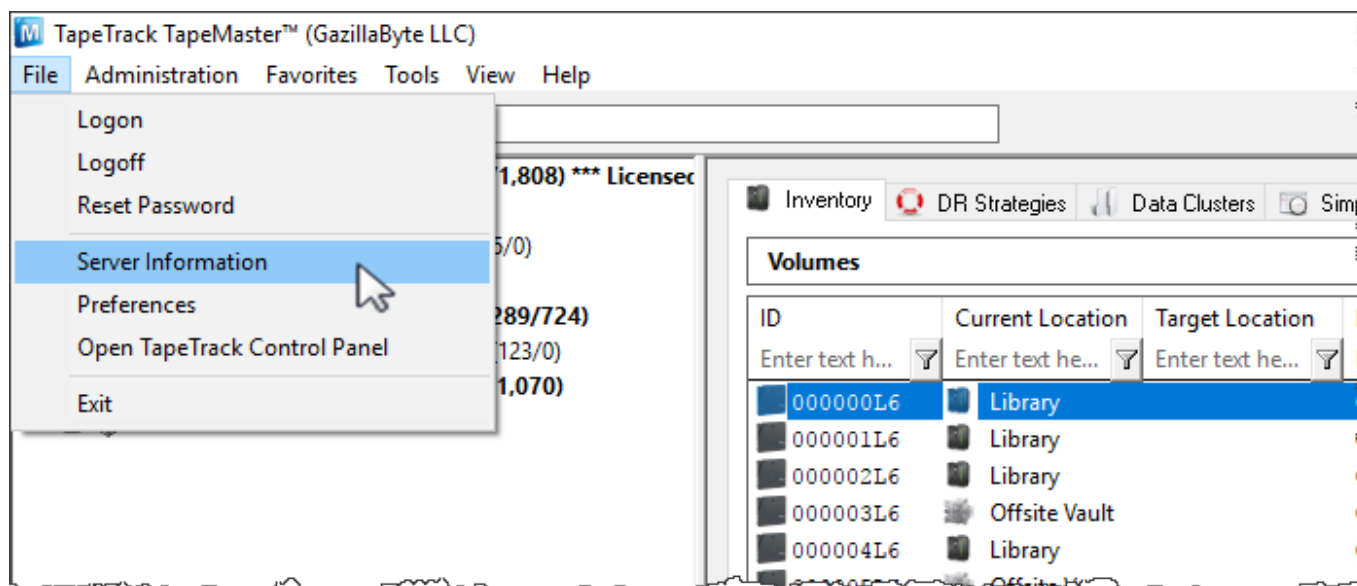 TapeTrack TapeMaster™ (GazillaByte LLC)
File Administration Favorites Tools View Help
Logon
Logoff
Reset Password
Server Information
Preferences
Open TapeTrack Control Panel
Exit
1,808) *** Licensed
/0)
289/724)
(123/0)
1,070)
Inventory DR Strategies Data Clusters Simp
Volumes
ID Current Location Target Location
Enter text h... Enter text he... Enter text he...
000000L6 Library
000001L6 Library
000002L6 Library
000003L6 Offsite Vault
000004L6 Library